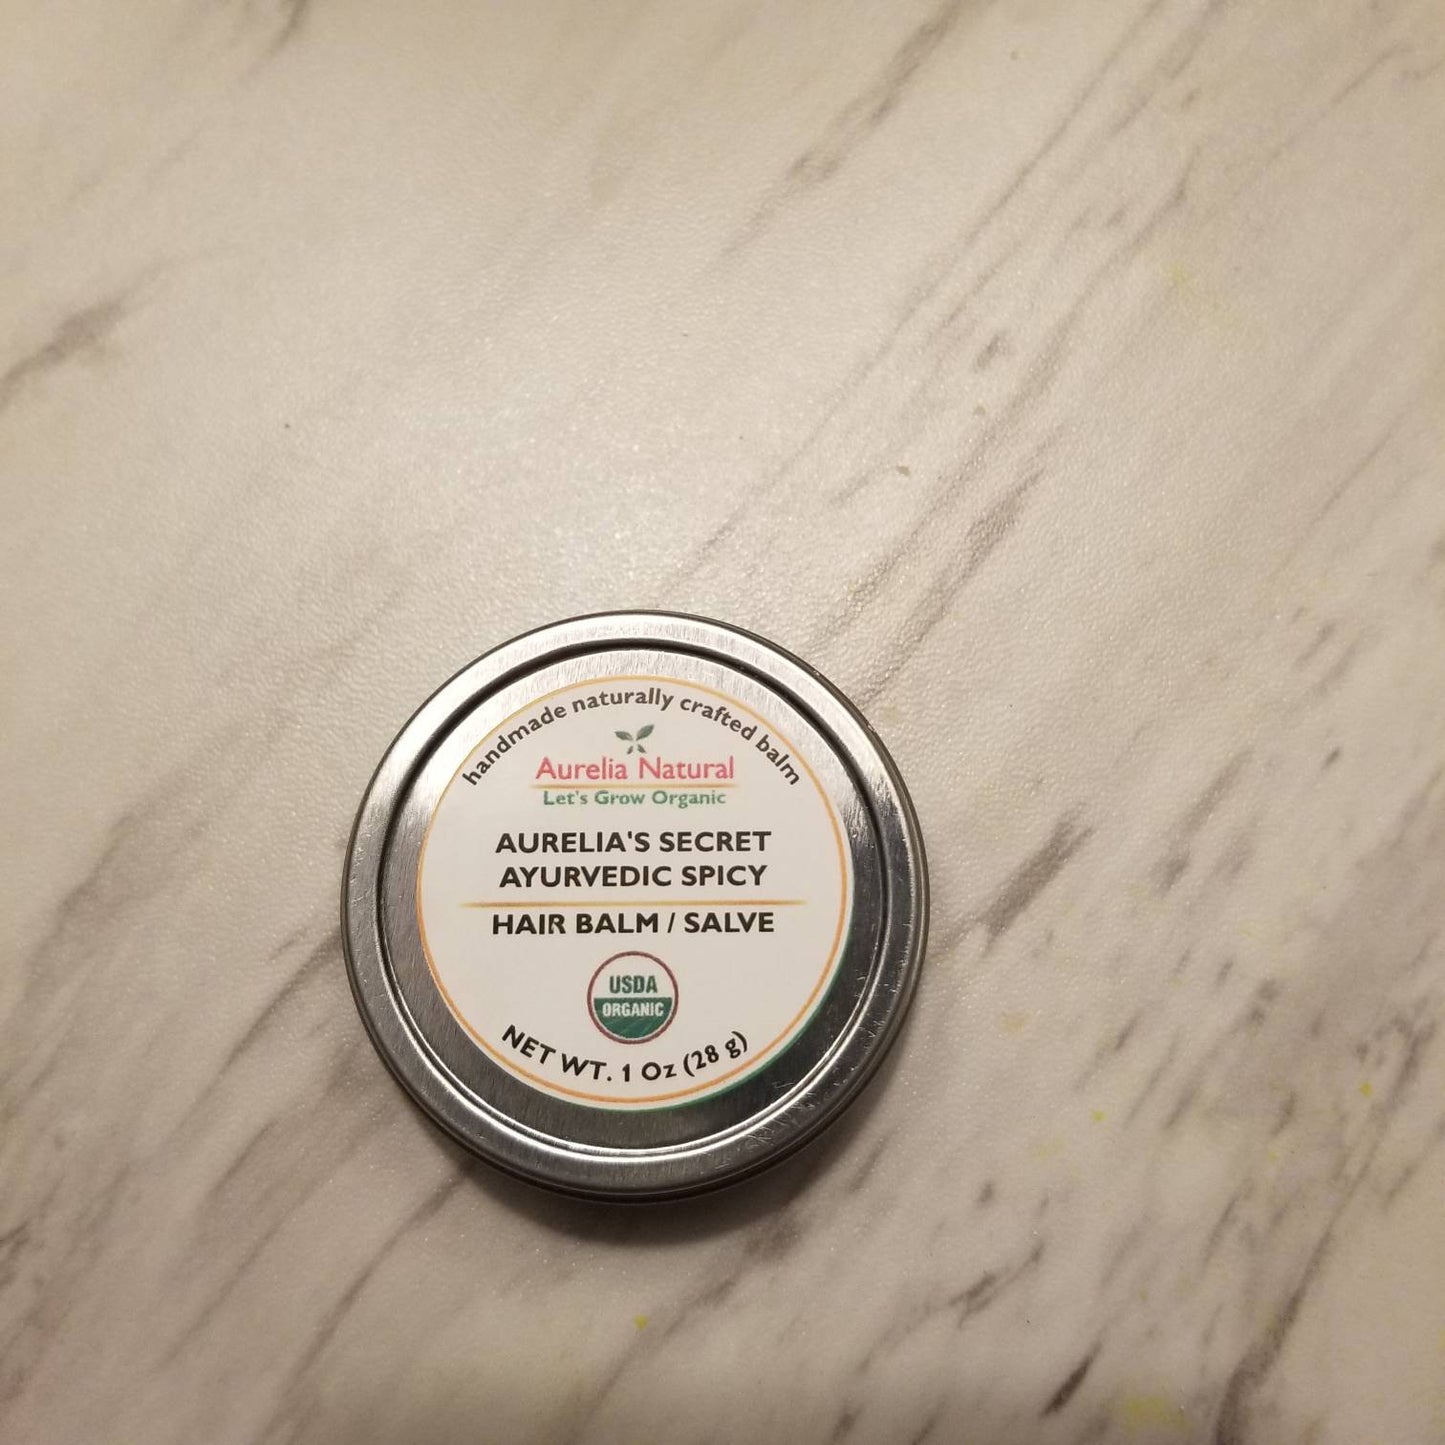 handmade naturally crafted balm
Aurelia Natural
Let's Grow Organic
AURELIA'S SECRET
AYURVEDIC SPICY
HAIR BALM / SALVE
USDA
ORGANIC
NET WT. 1 Oz (28 g)